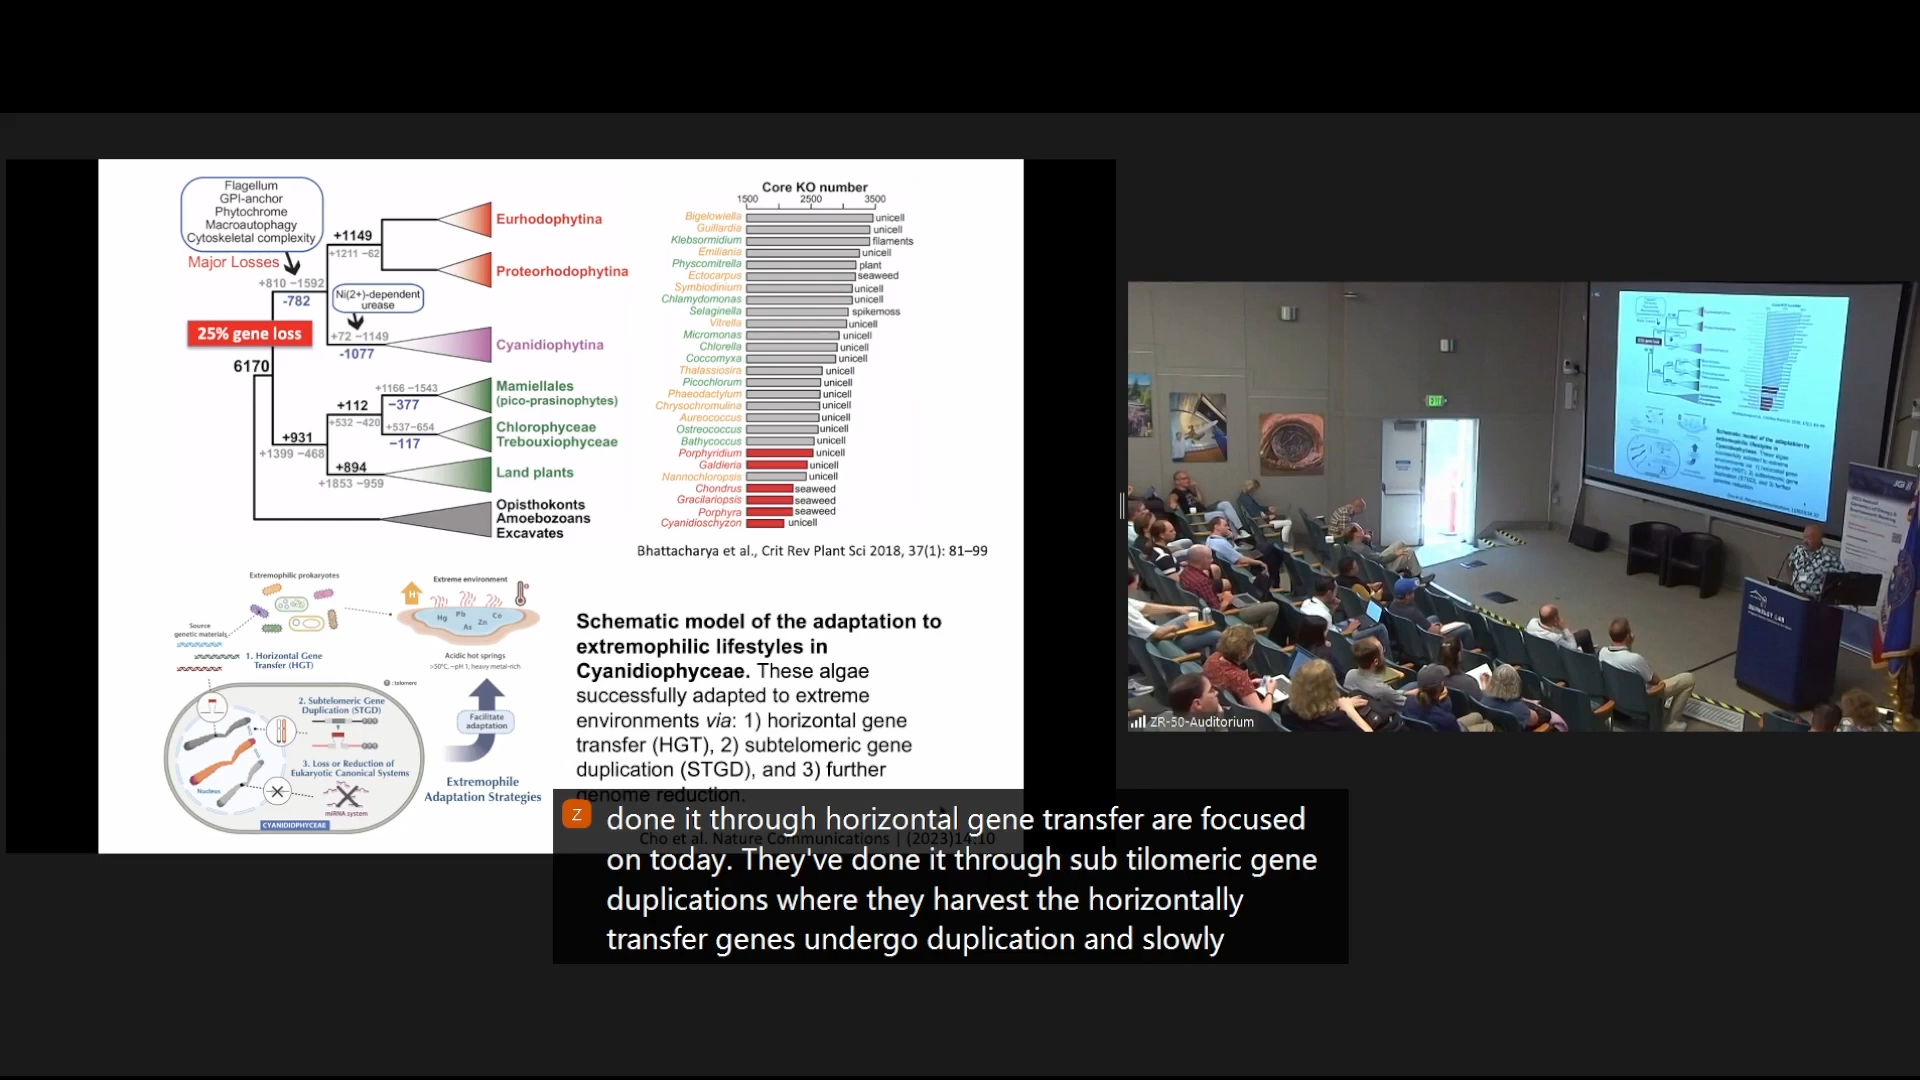 Flagellum
GPI-anchor
Phytochrome
Macroautophagy
Cytoskeletal complexity
Major Losses
+810 −1592
-782
25% gene loss
6170
+1149
+1211 −62
Ni(2+)-dependent
urease
+72 −1149
-1077
+931
+1399 −468
+112
+532 −420
+1166 −1543
−377
+537−654
−117
+894
+1853 −959
Eurhodophytina
Proteorhodophytina
Cyanidiophytina
Mamiellales
(pico-prasinophytes)
Chlorophyceae
Trebouxiophyceae
Land plants
Opisthokonts
Amoebozoans
Excavates
Core KO number
1500 2500 3500
Bigelowiella unicell
Guillardia unicell
Klebsormidium filaments
Emiliania unicell
Physcomitrella plant
Ectocarpus seaweed
Symbiodinium unicell
Chlamydomonas unicell
Selaginella spikemoss
Vitrella unicell
Micromonas unicell
Chlorella unicell
Coccomyxa unicell
Thalassiosira unicell
Picochlorum unicell
Phaeodactylum unicell
Chrysochromulina unicell
Aureococcus unicell
Ostreococcus unicell
Bathycoccus unicell
Porphyridium unicell
Galdieria unicell
Nannochloropsis unicell
Chondrus seaweed
Gracilariopsis seaweed
Porphyra seaweed
Cyanidioschyzon unicell
Bhattacharya et al., Crit Rev Plant Sci 2018, 37(1): 81–99
Extremophilic prokaryotes
Source
genetic materials
1. Horizontal Gene
Transfer (HGT)
Extreme environment
H
Hg Pb As Zn Co
Acidic hot springs
>50°C, ~pH 1, heavy metal-rich
T : telomere
2. Subtelomeric Gene
Duplication (STGD)
3. Loss or Reduction of
Eukaryotic Canonical Systems
Nucleus
miRNA system
CYANIDIOPHYCEAE
Facilitate
adaptation
Extremophile
Adaptation Strategies
Schematic model of the adaptation to
extremophilic lifestyles in
Cyanidiophyceae. These algae
successfully adapted to extreme
environments via: 1) horizontal gene
transfer (HGT), 2) subtelomeric gene
duplication (STGD), and 3) further
genome reduction.
Cho et al. Nature Communications | (2023)14:10
Z
done it through horizontal gene transfer are focused
on today. They've done it through sub tilomeric gene
duplications where they harvest the horizontally
transfer genes undergo duplication and slowly
EXIT
JGI
BERKELEY LAB
ZR-50-Auditorium